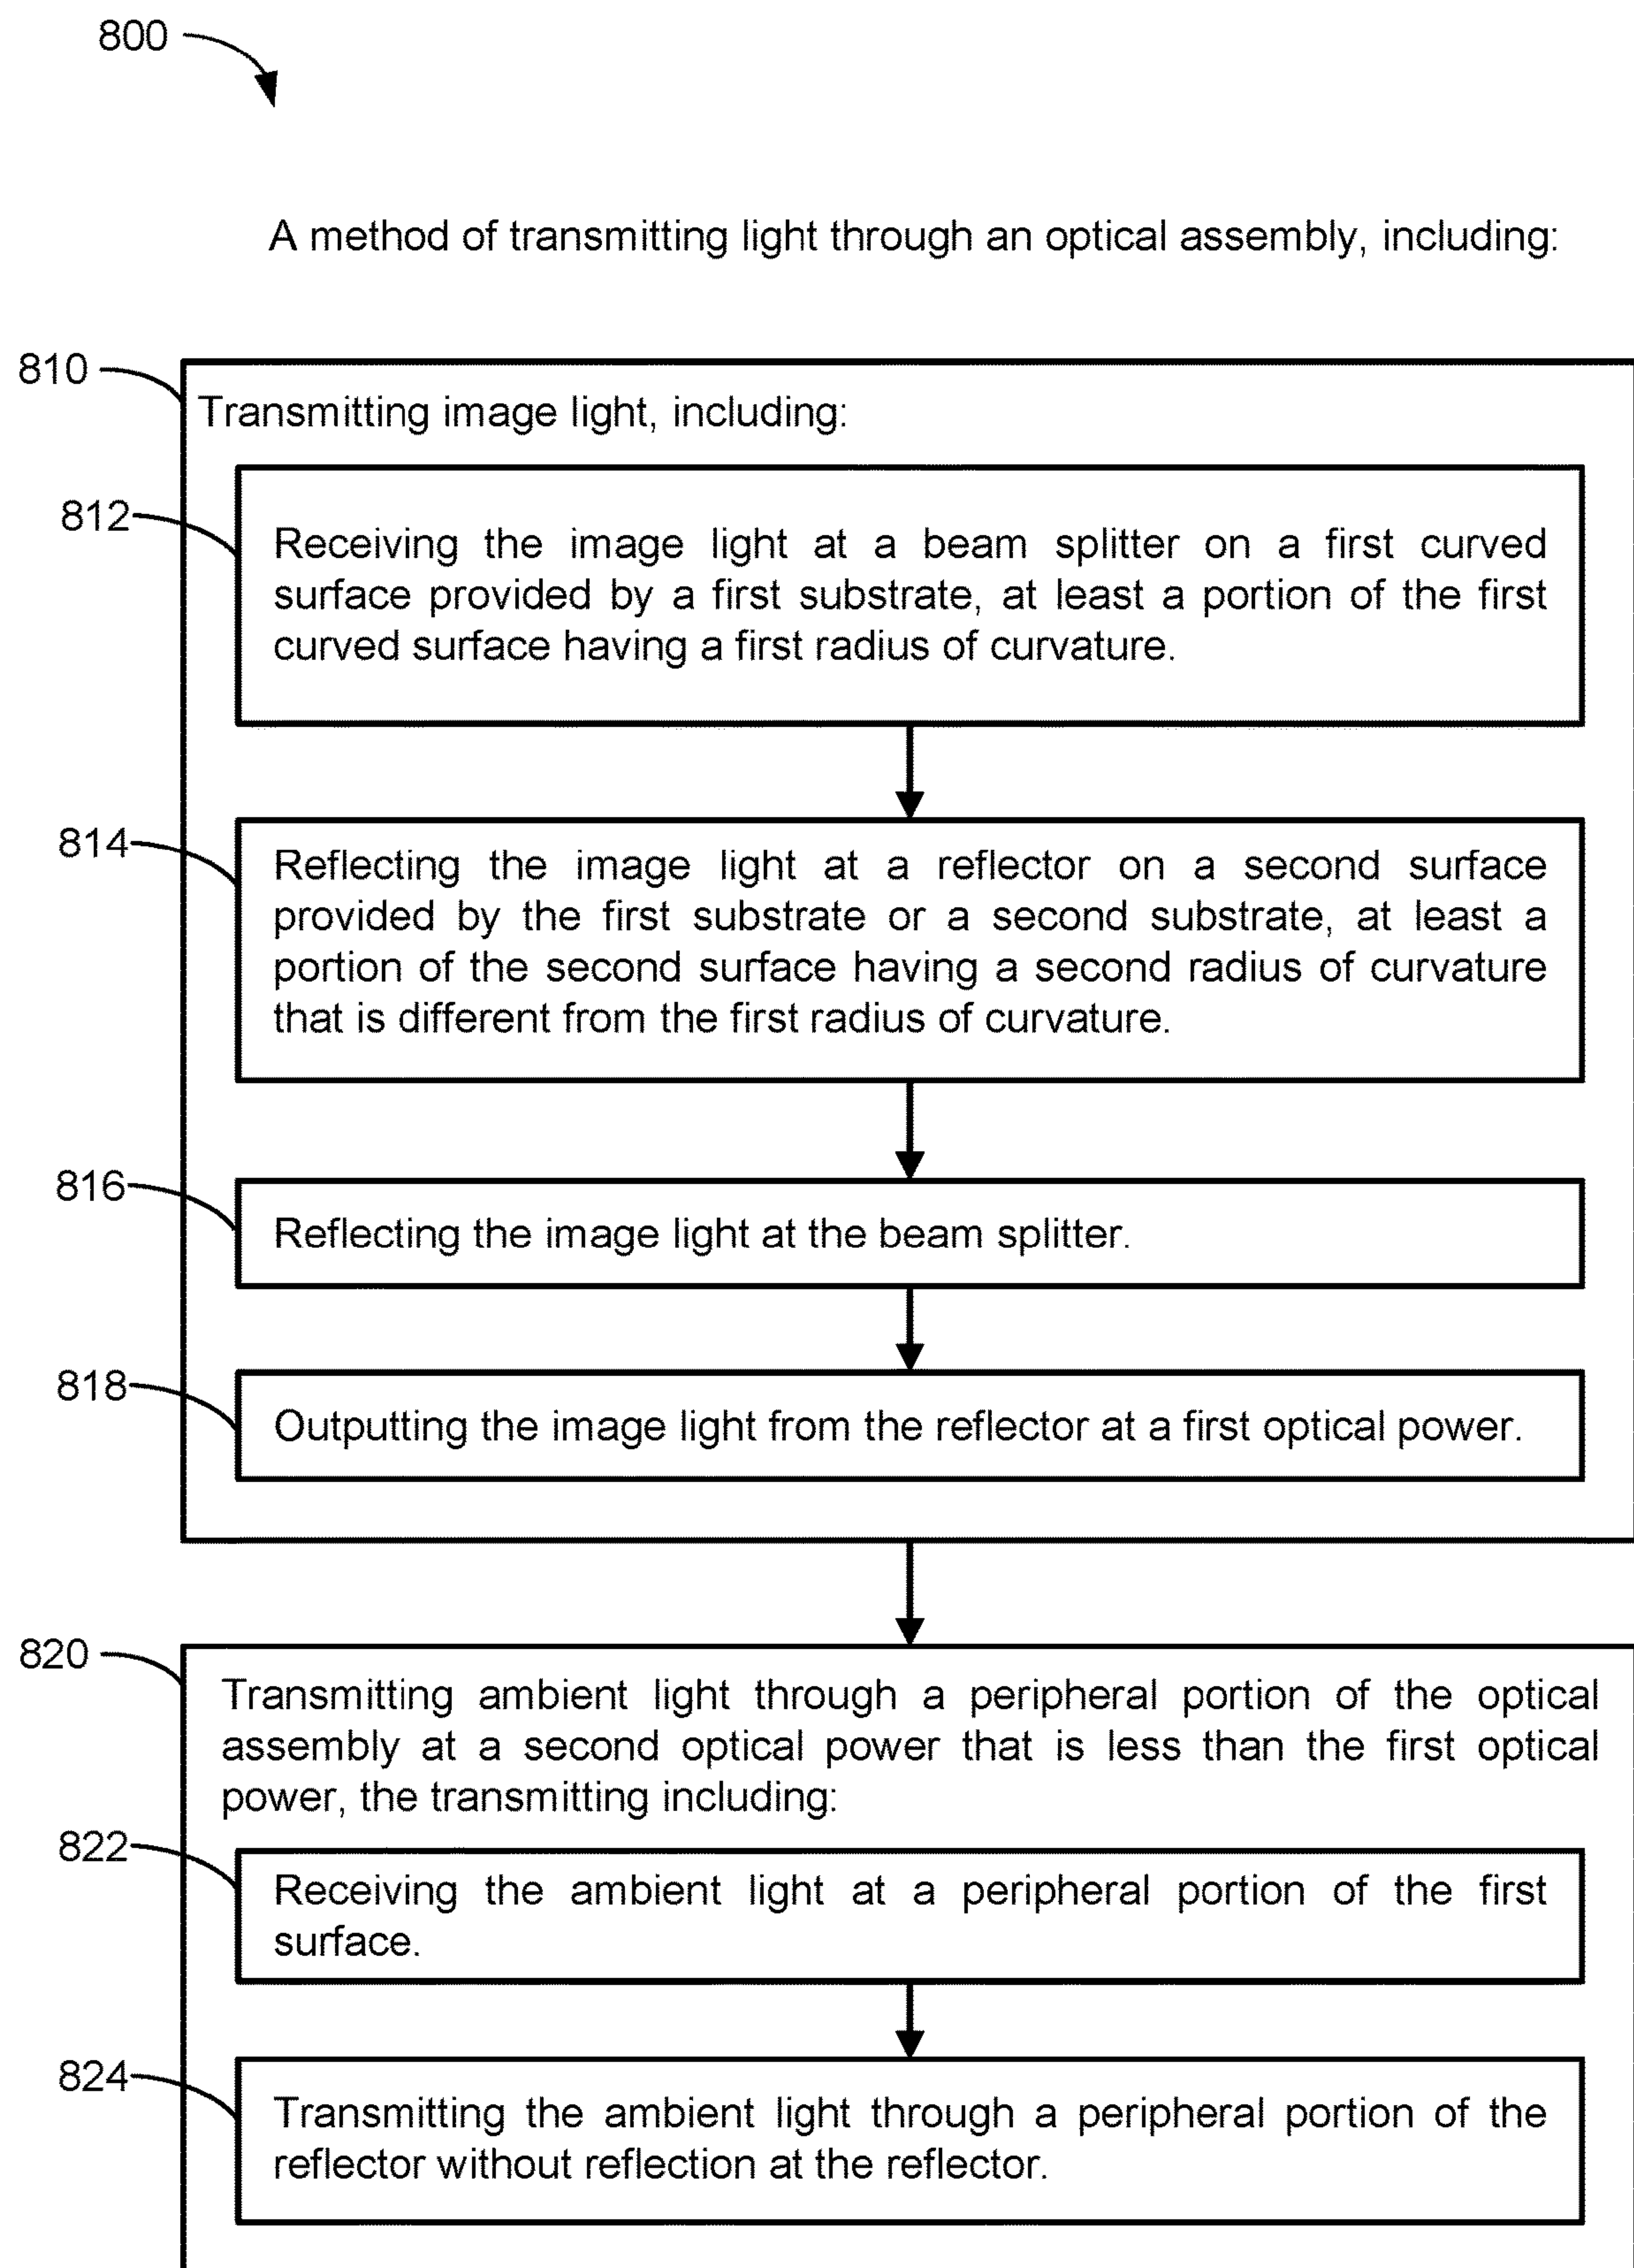 800
A method of transmitting light through an optical assembly, including:
810
Transmitting image light, including:
812
Receiving the image light at a beam splitter on a first curved
surface provided by a first substrate, at least a portion of the first
curved surface having a first radius of curvature.
814
Reflecting the image light at a reflector on a second surface
provided by the first substrate or a second substrate, at least a
portion of the second surface having a second radius of curvature
that is different from the first radius of curvature.
816
Reflecting the image light at the beam splitter.
818
Outputting the image light from the reflector at a first optical power.
820
Transmitting ambient light through a peripheral portion of the optical
assembly at a second optical power that is less than the first optical
power, the transmitting including:
822
Receiving the ambient light at a peripheral portion of the first
surface.
824
Transmitting the ambient light through a peripheral portion of the
reflector without reflection at the reflector.